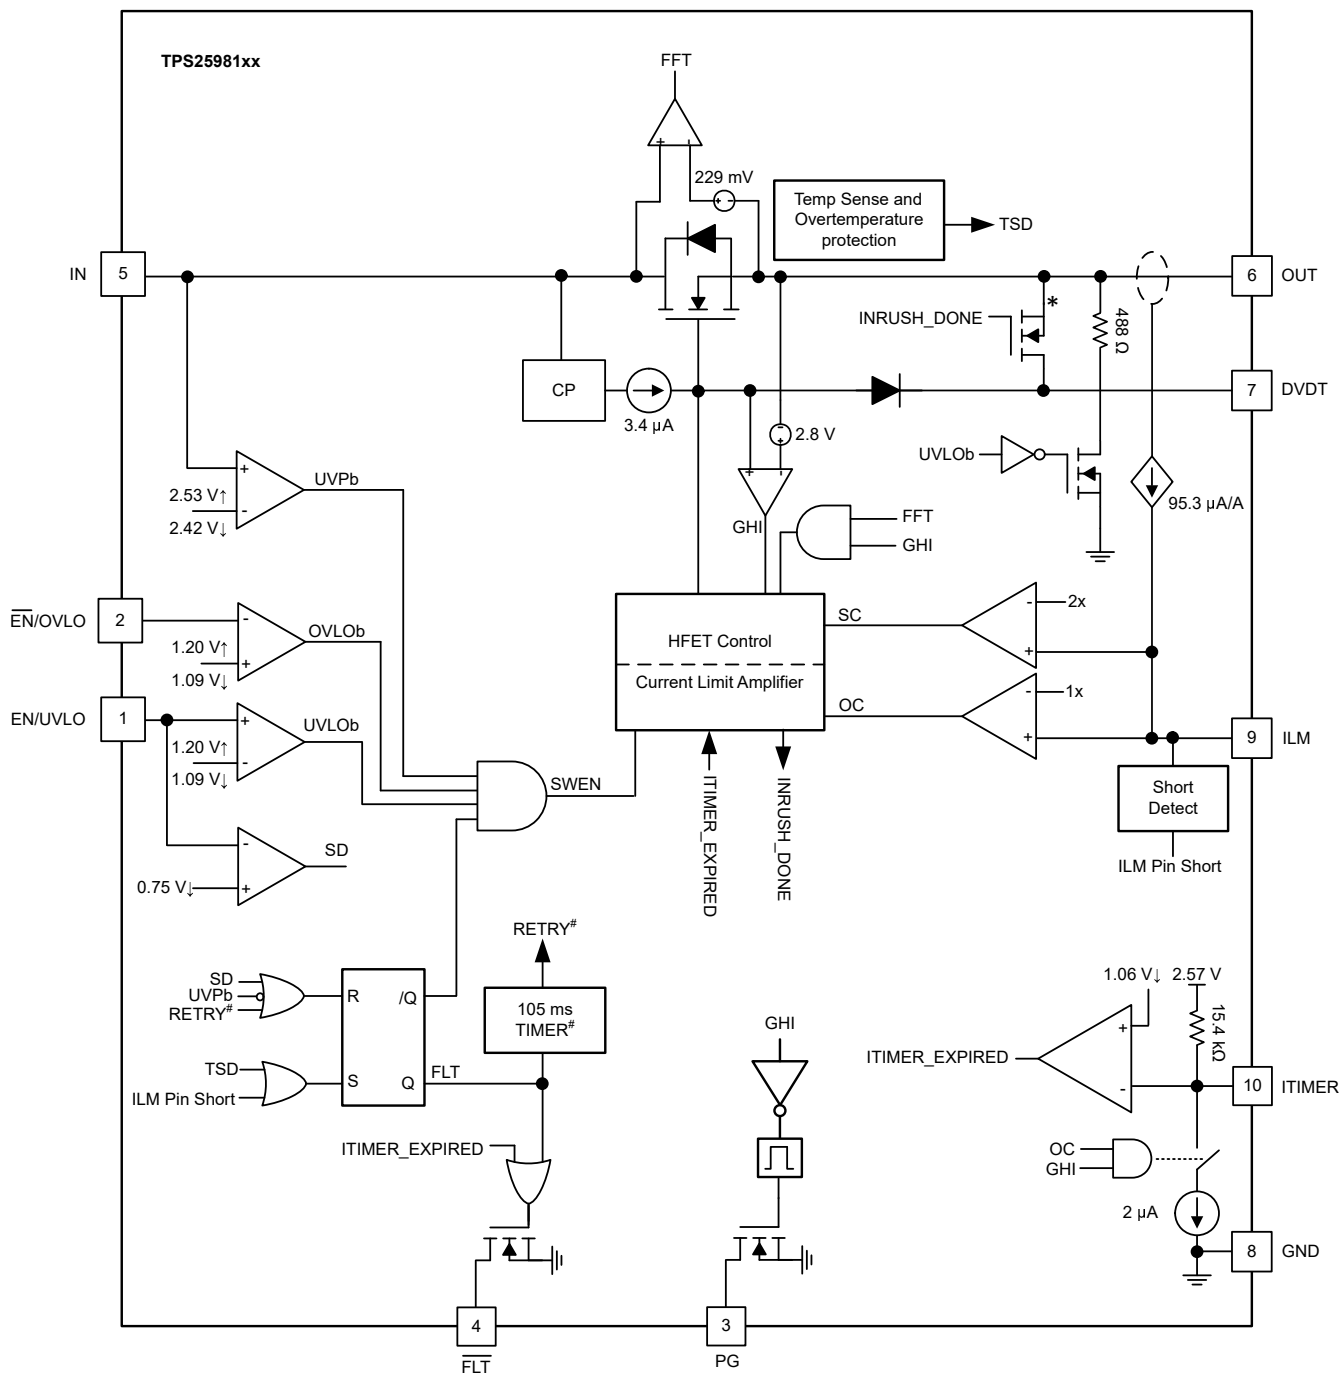 TPS25981xx
FFT
229 mV
Temp Sense and
Overtemperature
protection
TSD
IN
5
6
OUT
*
INRUSH_DONE
488 Ω
CP
3.4 µA
7
DVDT
2.8 V
UVLOb
+
2.53 V↑
-
2.42 V↓
UVPb
95.3 µA/A
GHI
FFT
GHI
EN/OVLO
2
-
1.20 V↑
+
1.09 V↓
OVLOb
HFET Control
Current Limit Amplifier
SC
-
2x
+
EN/UVLO
1
+
1.20 V↑
-
1.09 V↓
UVLOb
OC
-
1x
+
9
ILM
SWEN
ITIMER_EXPIRED
INRUSH_DONE
Short
Detect
ILM Pin Short
-
0.75 V↓
+
SD
RETRY#
SD
UVPb
RETRY#
R
/Q
105 ms
TIMER#
TSD
ILM Pin Short
S
Q
FLT
GHI
1.06 V↓
2.57 V
15.4 kΩ
ITIMER_EXPIRED
+
-
10
ITIMER
ITIMER_EXPIRED
OC
GHI
2 µA
8
GND
4
FLT
3
PG